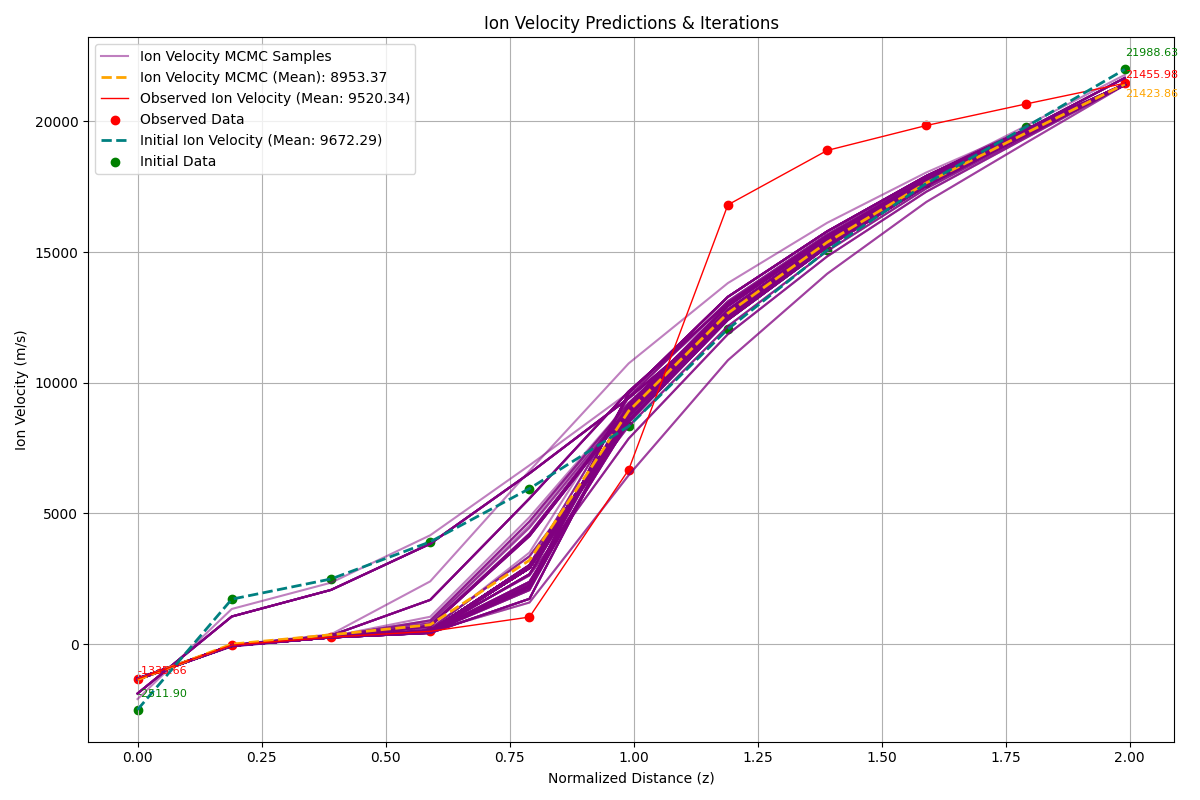 Ion Velocity Predictions & Iterations
Ion Velocity MCMC Samples
Ion Velocity MCMC (Mean): 8953.37
Observed Ion Velocity (Mean: 9520.34)
Observed Data
Initial Ion Velocity (Mean: 9672.29)
Initial Data
21988.63
21455.98
21423.86
20000
15000
10000
5000
0
Ion Velocity (m/s)
0.00
0.25
0.50
0.75
1.00
1.25
1.50
1.75
2.00
Normalized Distance (z)